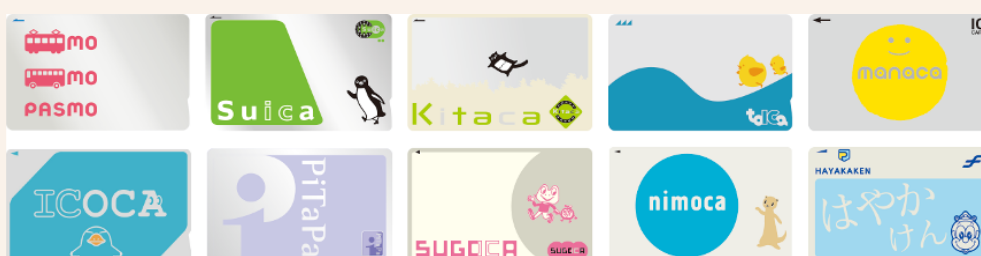 MO
MO
PASMO
Suica
Kitaca
toica
IC
manaca
ICOCA
PiTaPa
SUGOCA
SUGOCA
nimoca
HAYAKAKEN
はやか
けん